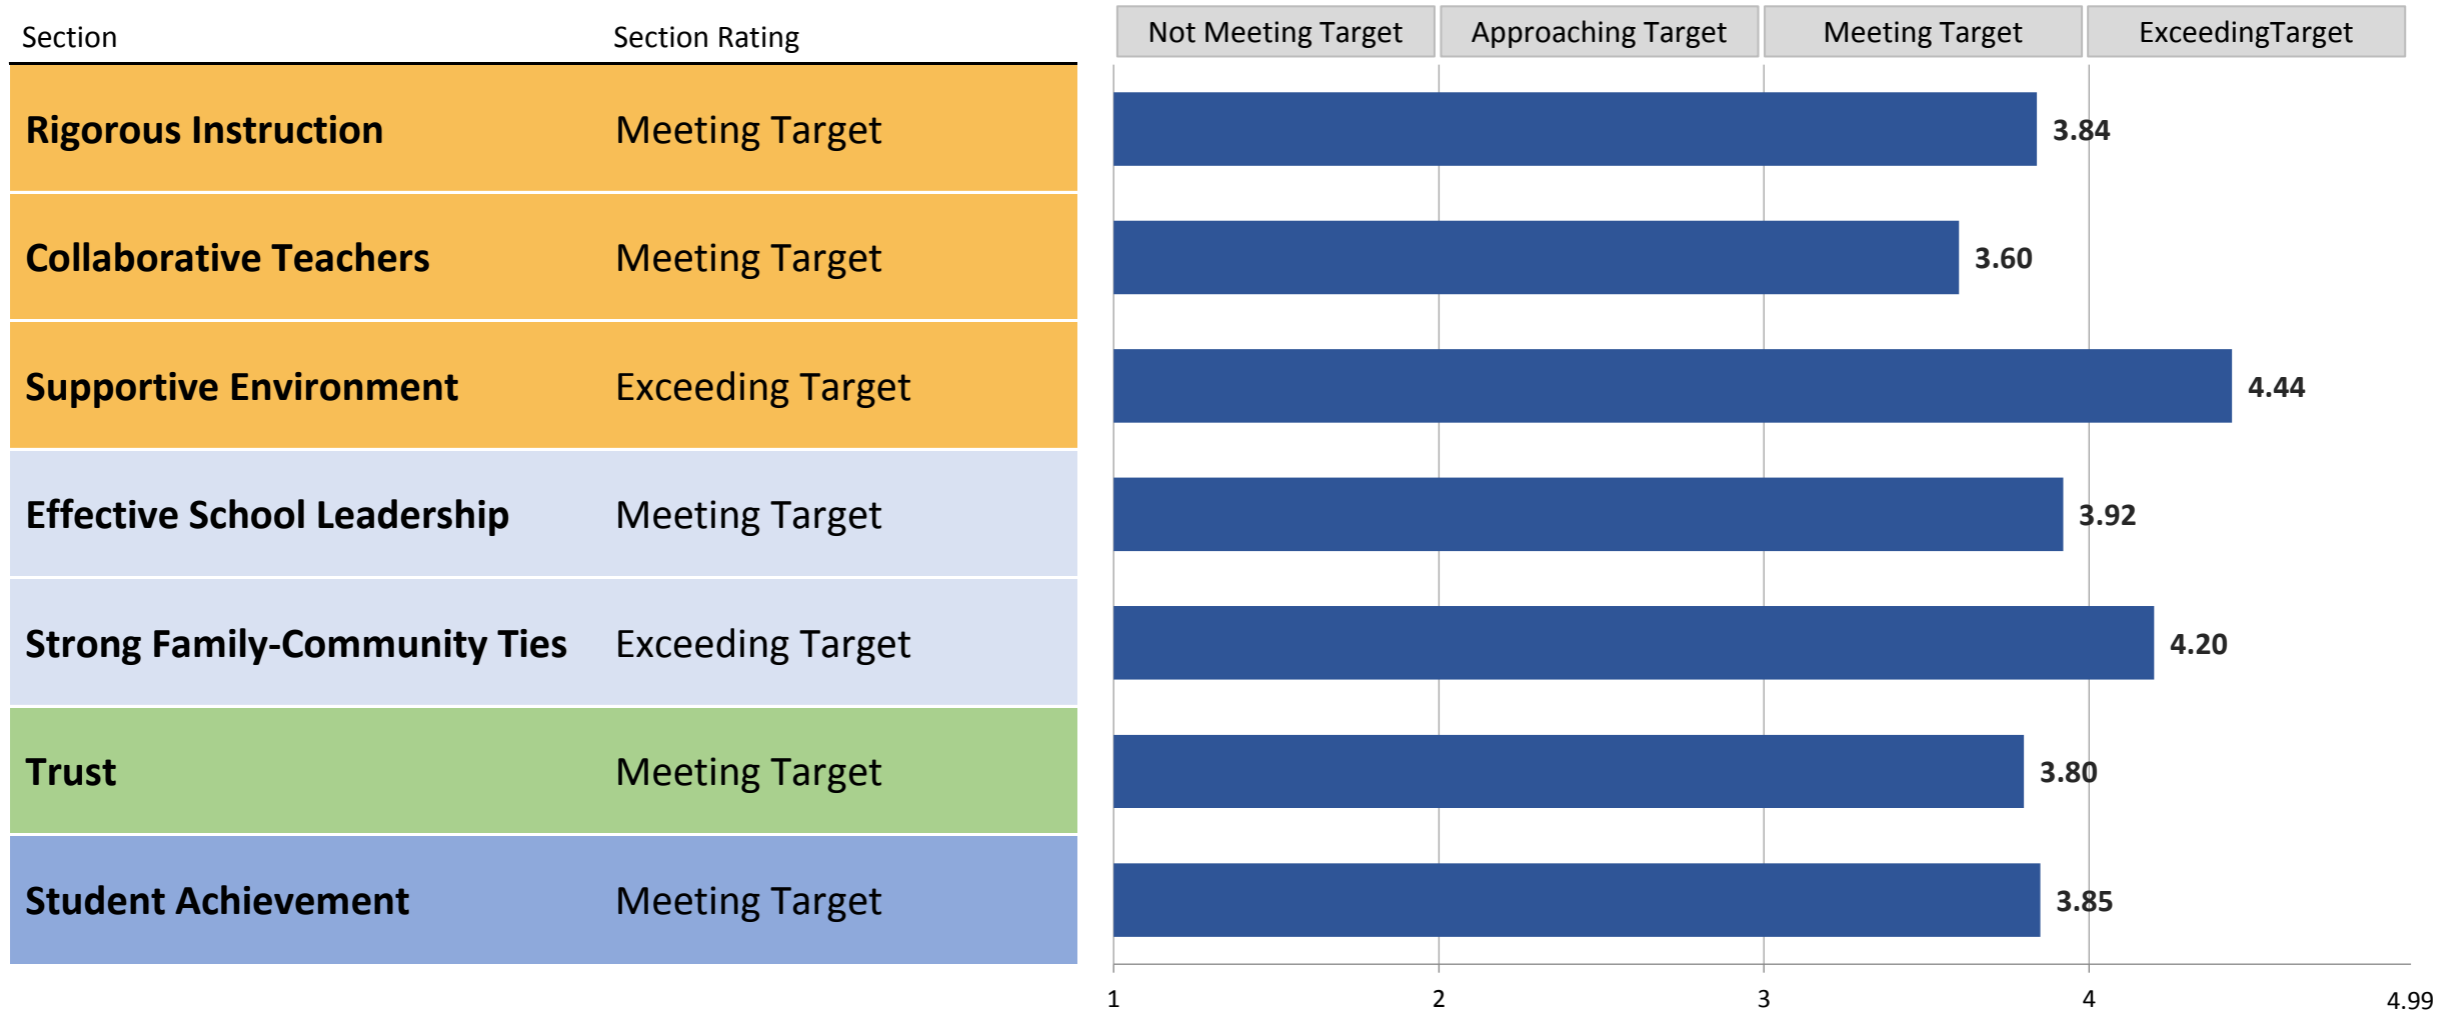 Section Section Rating Not Meeting Target Approaching Target Meeting Target ExceedingTarget
Rigorous Instruction Meeting Target 3.84
Collaborative Teachers Meeting Target 3.60
Supportive Environment Exceeding Target 4.44
Effective School Leadership Meeting Target 3.92
Strong Family-Community Ties Exceeding Target 4.20
Trust Meeting Target 3.80
Student Achievement Meeting Target 3.85
1 2 3 4 4.99